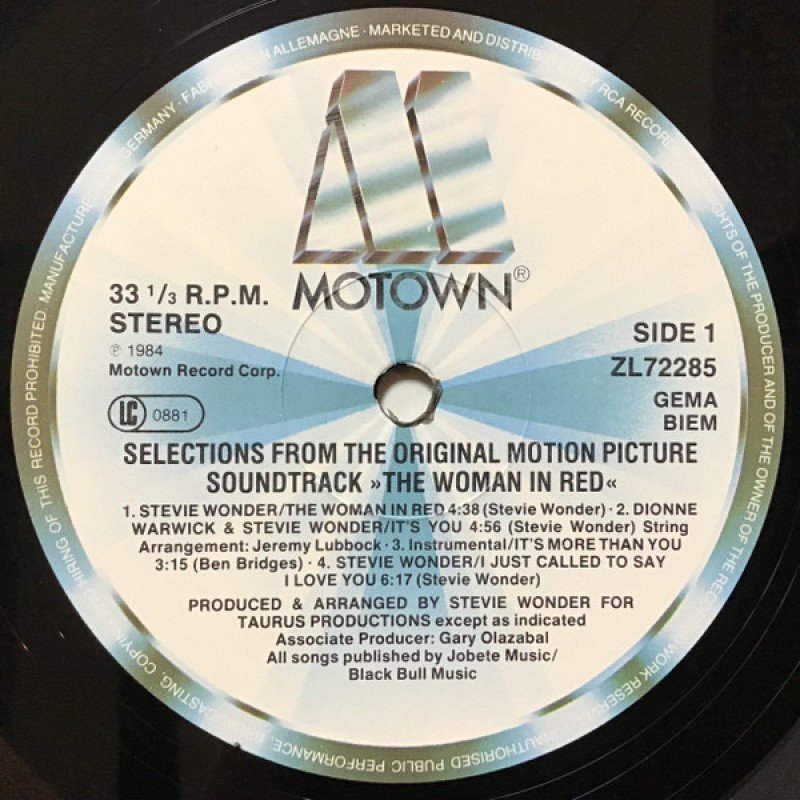 MOTOWN®
33 1/3 R.P.M.
STEREO
℗ 1984
Motown Record Corp.
LC 0881
SIDE 1
ZL72285
GEMA
BIEM
SELECTIONS FROM THE ORIGINAL MOTION PICTURE
SOUNDTRACK »THE WOMAN IN RED«
1. STEVIE WONDER/THE WOMAN IN RED 4:38 (Stevie Wonder) · 2. DIONNE
WARWICK & STEVIE WONDER/IT'S YOU 4:56 (Stevie Wonder) String
Arrangement: Jeremy Lubbock · 3. Instrumental/IT'S MORE THAN YOU
3:15 (Ben Bridges) · 4. STEVIE WONDER/I JUST CALLED TO SAY
I LOVE YOU 6:17 (Stevie Wonder)
PRODUCED & ARRANGED BY STEVIE WONDER FOR
TAURUS PRODUCTIONS except as indicated
Associate Producer: Gary Olazabal
All songs published by Jobete Music/
Black Bull Music
GERMANY · ALLEMAGNE · MARKETED AND DISTRIBUTED BY RCA RECORDS · RIGHTS OF THE PRODUCER AND OF THE OWNER OF THE WORK RESERVED. UNAUTHORISED PUBLIC PERFORMANCE, BROADCASTING, COPYING AND HIRING OF THIS RECORD PROHIBITED. MANUFACTURED